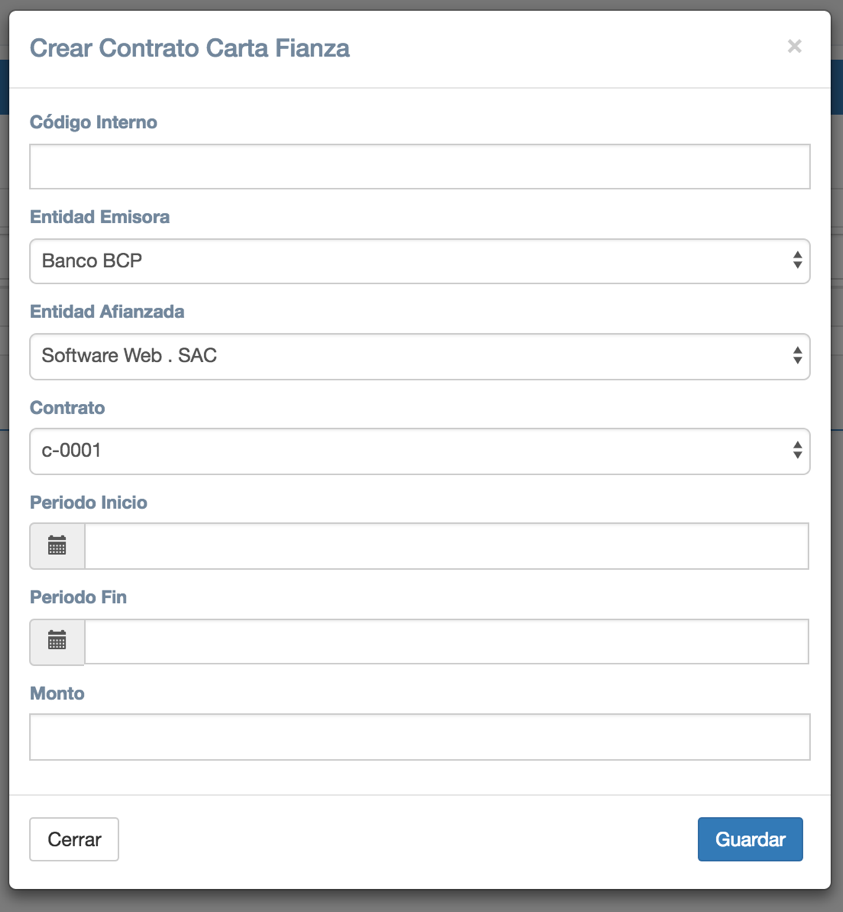 Crear Contrato Carta Fianza
×
Código Interno
Entidad Emisora
Banco BCP
Entidad Afianzada
Software Web . SAC
Contrato
c-0001
Periodo Inicio
Periodo Fin
Monto
Cerrar
Guardar